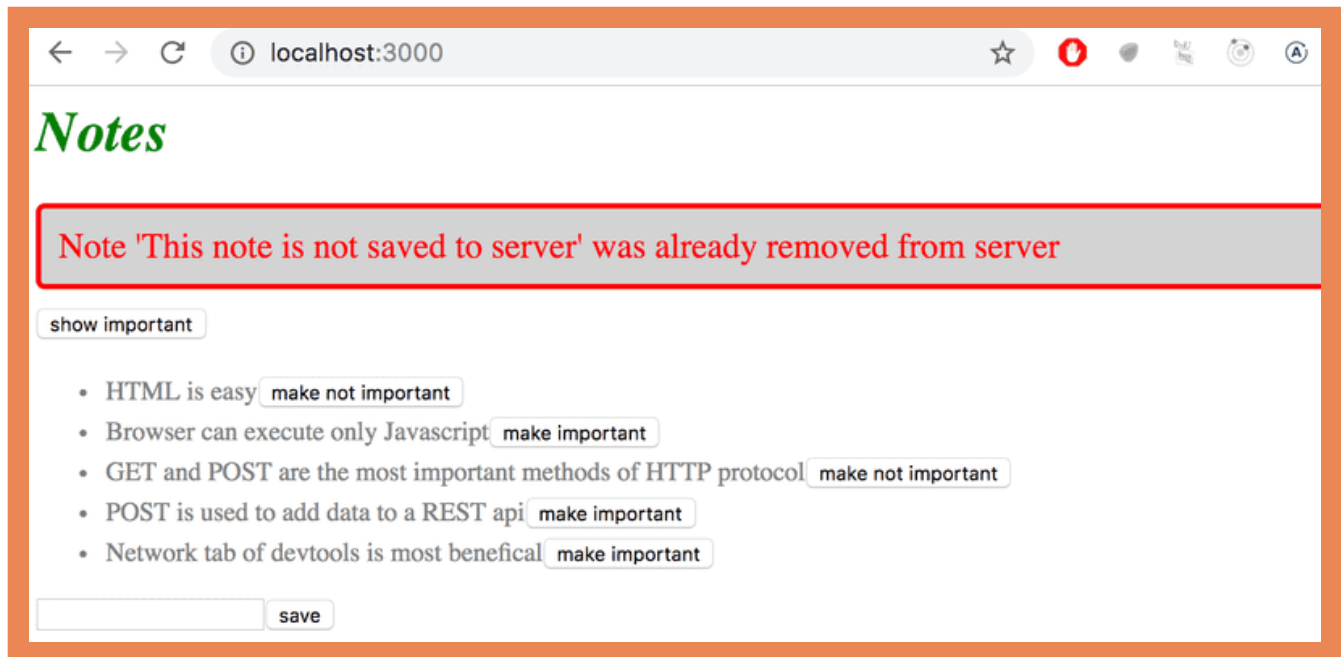 localhost:3000
Notes
Note 'This note is not saved to server' was already removed from server
show important
HTML is easy make not important
Browser can execute only Javascript make important
GET and POST are the most important methods of HTTP protocol make not important
POST is used to add data to a REST api make important
Network tab of devtools is most benefical make important
save